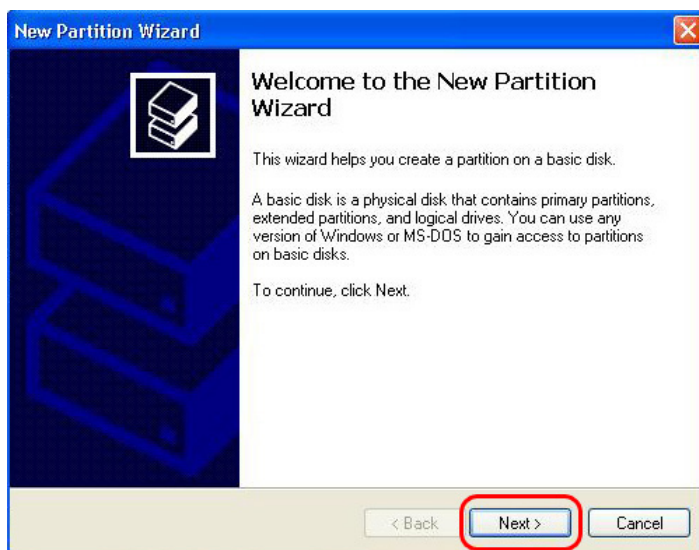 New Partition Wizard
Welcome to the New Partition
Wizard
This wizard helps you create a partition on a basic disk.
A basic disk is a physical disk that contains primary partitions,
extended partitions, and logical drives. You can use any
version of Windows or MS-DOS to gain access to partitions
on basic disks.
To continue, click Next.
< Back
Next >
Cancel